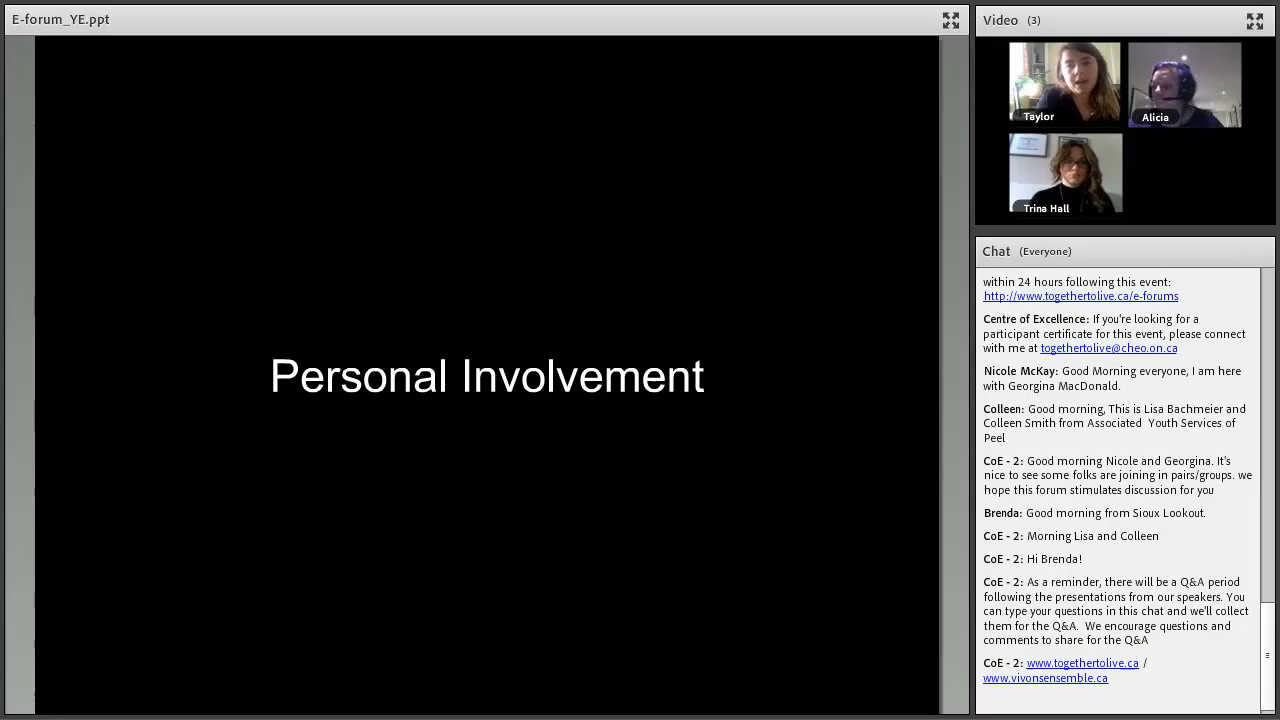 E-forum_YE.ppt
Personal Involvement
Video (3)
Taylor
Alicia
Trina Hall
Chat (Everyone)
within 24 hours following this event:
http://www.togethertolive.ca/e-forums
Centre of Excellence: If you're looking for a
participant certificate for this event, please connect
with me at togethertolive@cheo.on.ca
Nicole McKay: Good Morning everyone, I am here
with Georgina MacDonald.
Colleen: Good morning, This is Lisa Bachmeier and
Colleen Smith from Associated Youth Services of
Peel
CoE - 2: Good morning Nicole and Georgina. It's
nice to see some folks are joining in pairs/groups. we
hope this forum stimulates discussion for you
Brenda: Good morning from Sioux Lookout.
CoE - 2: Morning Lisa and Colleen
CoE - 2: Hi Brenda!
CoE - 2: As a reminder, there will be a Q&A period
following the presentations from our speakers. You
can type your questions in this chat and we'll collect
them for the Q&A. We encourage questions and
comments to share for the Q&A
CoE - 2: www.togethertolive.ca /
www.vivonsensemble.ca